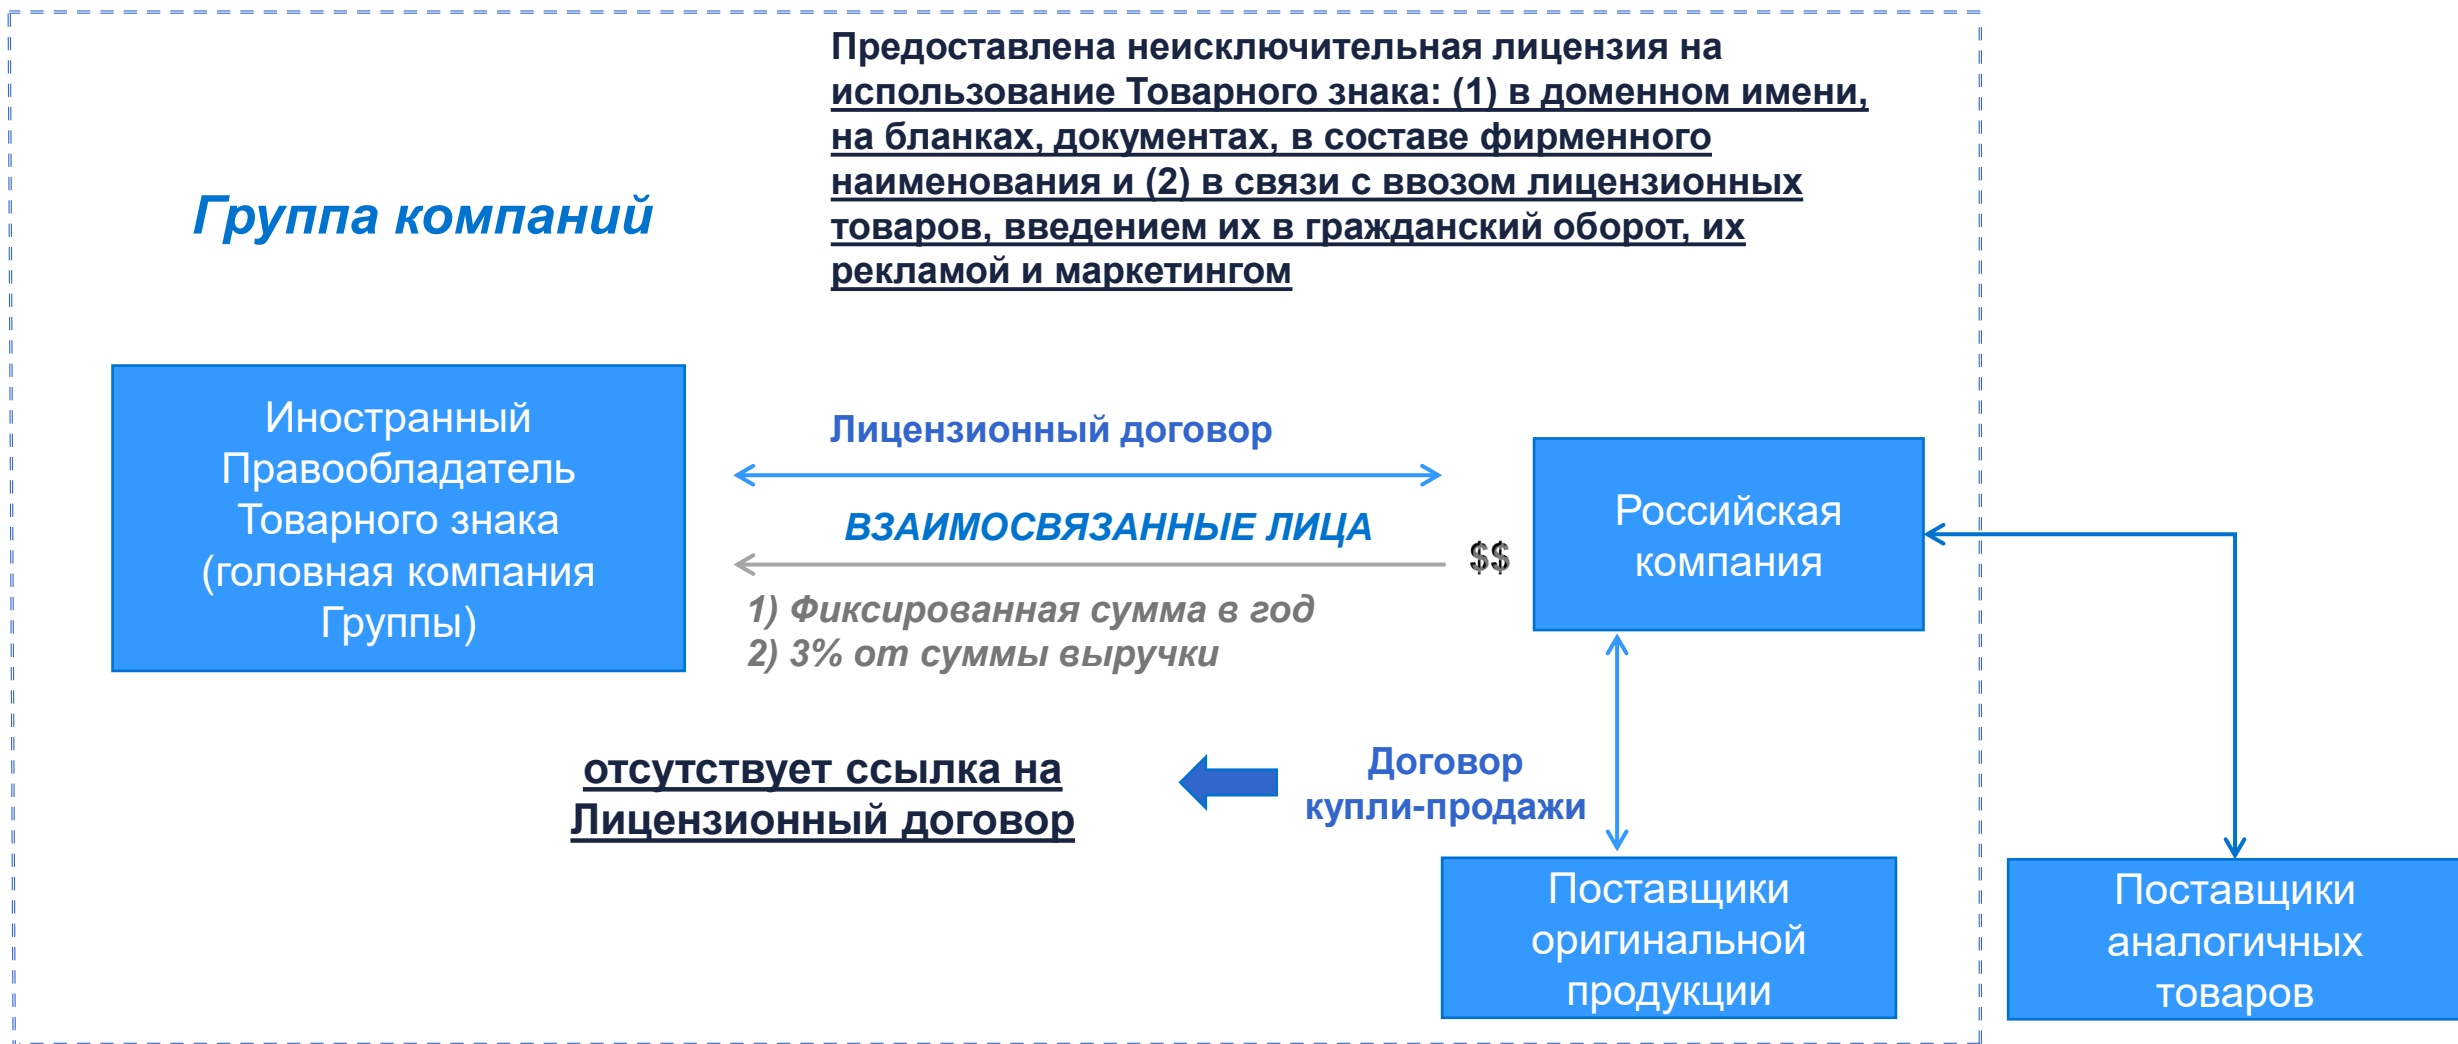 Предоставлена неисключительная лицензия на
использование Товарного знака: (1) в доменном имени,
на бланках, документах, в составе фирменного
наименования и (2) в связи с ввозом лицензионных
товаров, введением их в гражданский оборот, их
рекламой и маркетингом
Группа компаний
Иностранный
Правообладатель
Товарного знака
(головная компания
Группы)
Лицензионный договор
ВЗАИМОСВЯЗАННЫЕ ЛИЦА
$$
1) Фиксированная сумма в год
2) 3% от суммы выручки
Российская
компания
отсутствует ссылка на
Лицензионный договор
Договор
купли-продажи
Поставщики
оригинальной
продукции
Поставщики
аналогичных
товаров